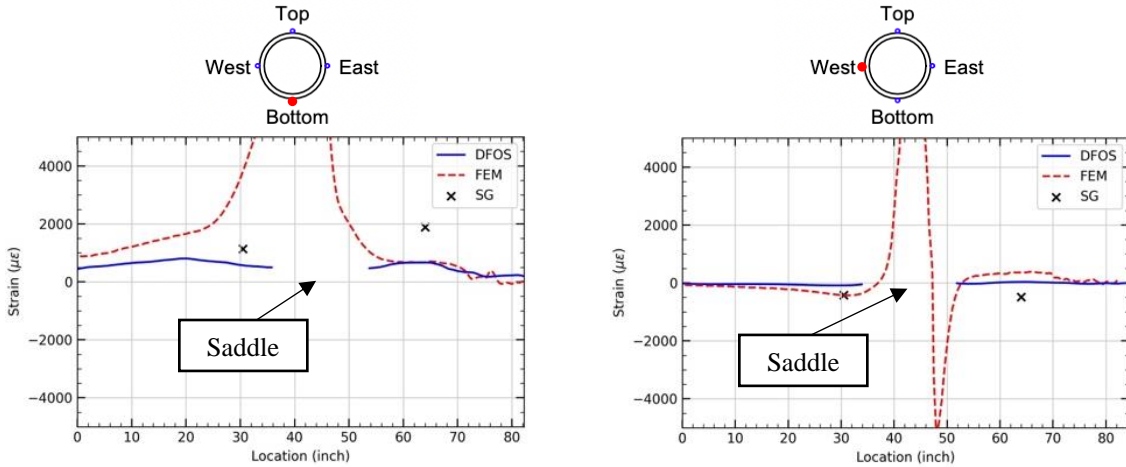 Top
West East
Bottom
4000
2000
0
−2000
−4000
Strain (με)
DFOS
FEM
SG
Saddle
0 10 20 30 40 50 60 70 80
Location (inch)
Top
West East
Bottom
4000
2000
0
−2000
−4000
Strain (με)
DFOS
FEM
SG
Saddle
0 10 20 30 40 50 60 70 80
Location (inch)